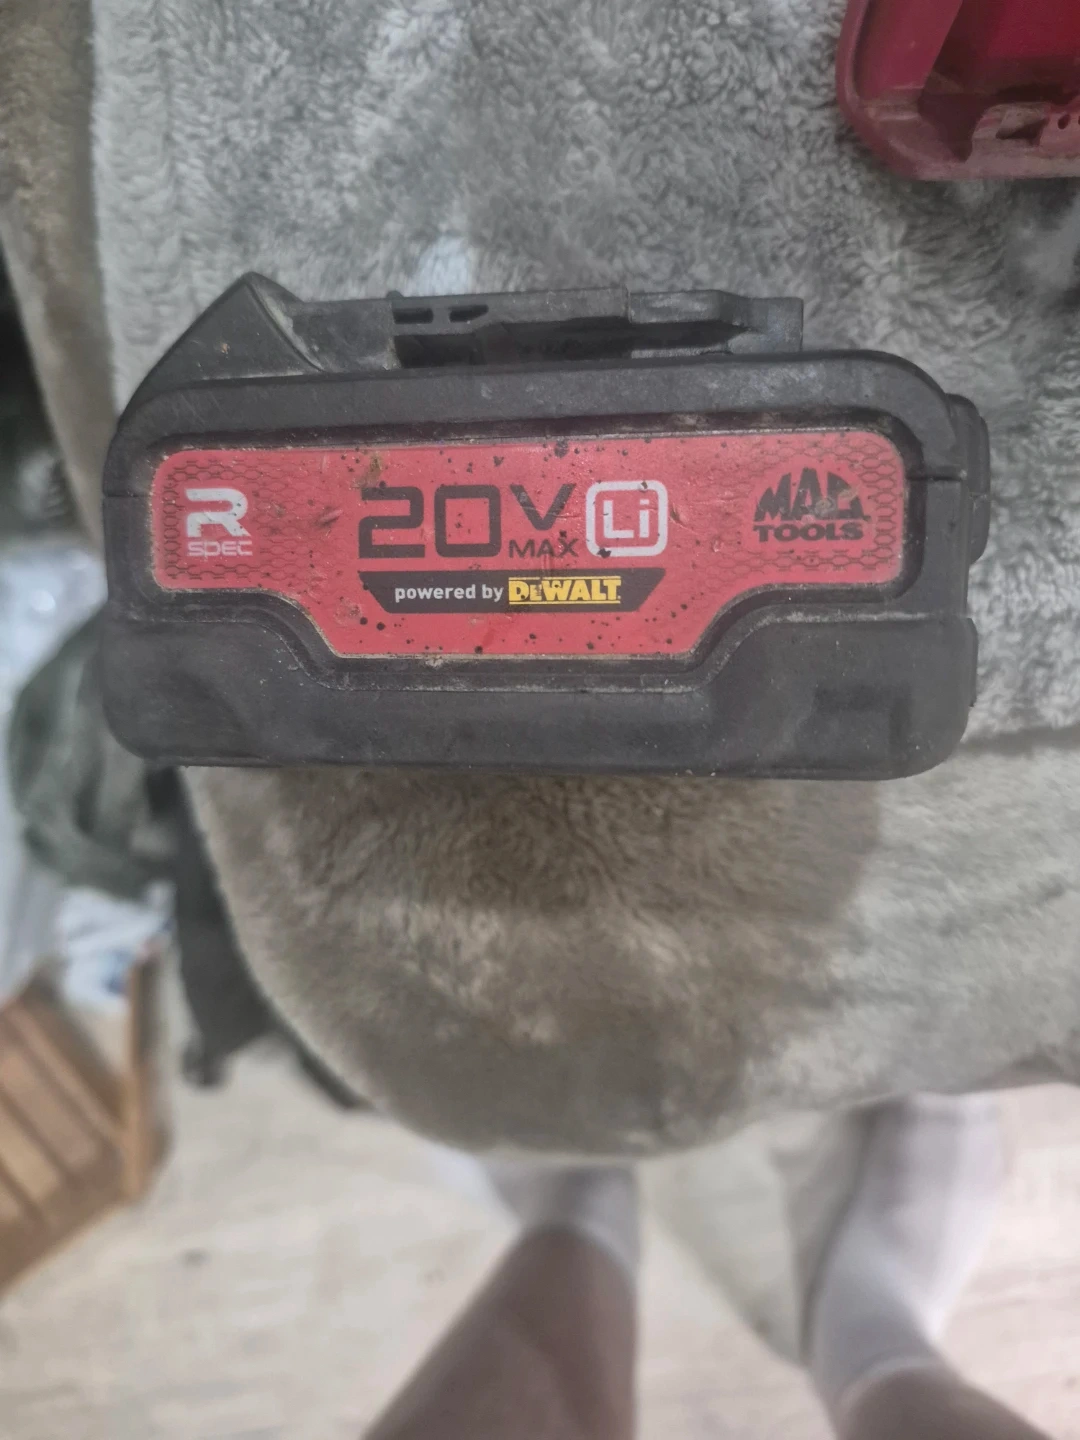 R
SPEC
20V
MAX
Li
MAC
TOOLS
powered by DEWALT